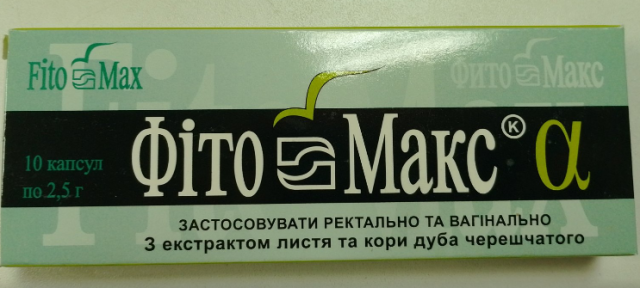 Fito Max
Фито Макс
Фіто Макс К α
10 капсул
по 2,5 г
ЗАСТОСОВУВАТИ РЕКТАЛЬНО ТА ВАГІНАЛЬНО
З екстрактом листя та кори дуба черешчатого